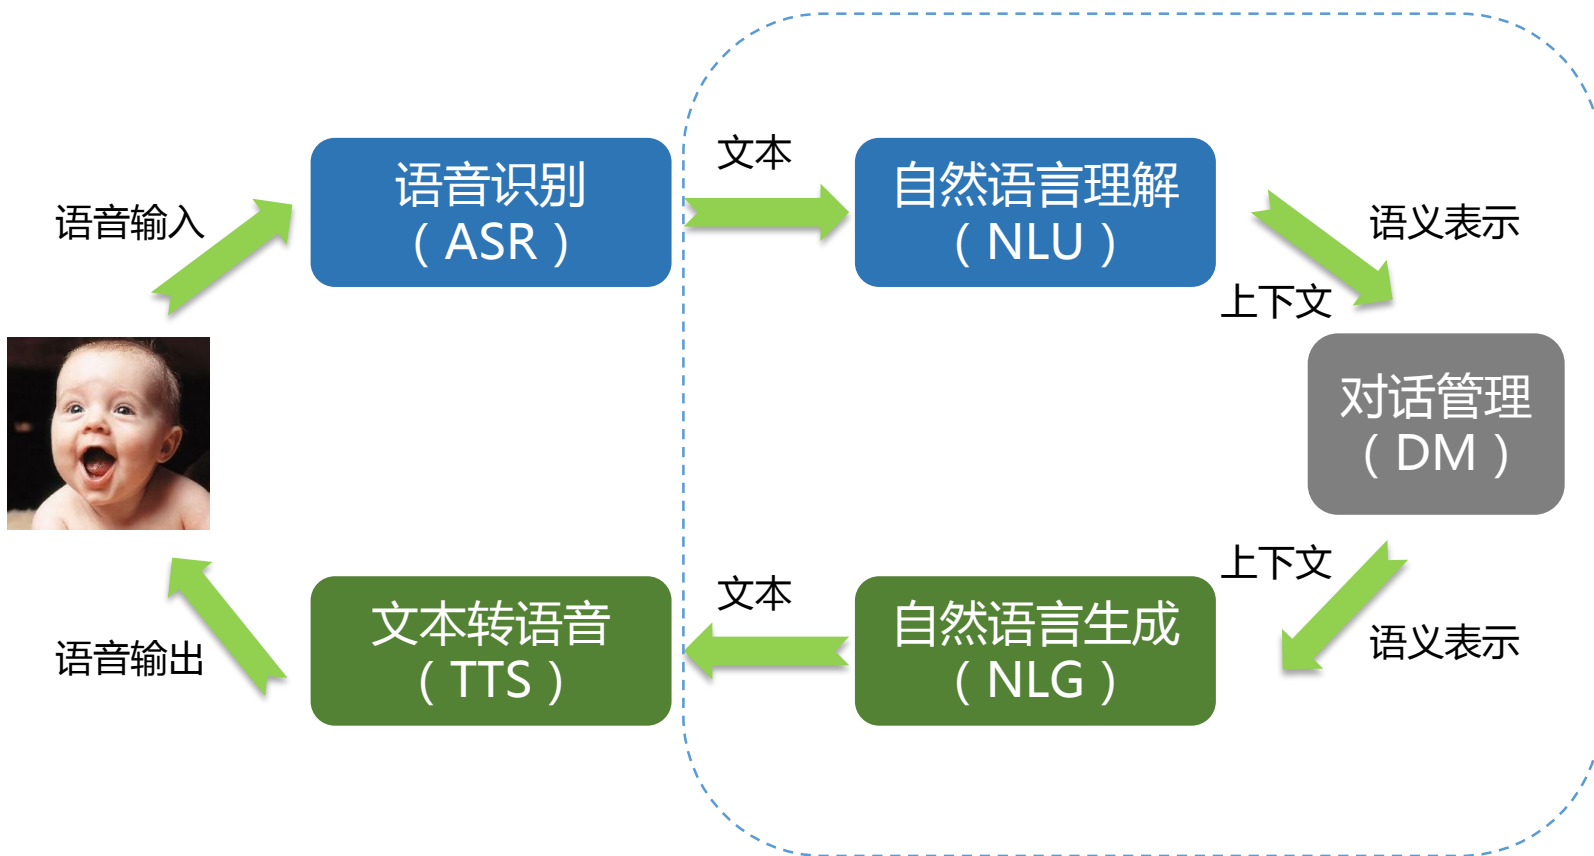 文本
语音识别
（ASR）
自然语言理解
（NLU）
语音输入
语义表示
上下文
对话管理
（DM）
上下文
文本
文本转语音
（TTS）
自然语言生成
（NLG）
语音输出
语义表示